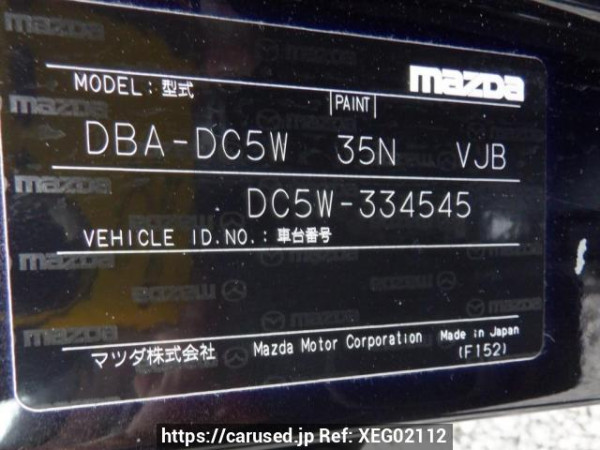 mazda
MODEL：型式
PAINT
DBA-DC5W 35N VJB
DC5W-334545
VEHICLE ID.NO.：車台番号
マツダ株式会社 Mazda Motor Corporation Made in Japan
(F152)
https://carused.jp Ref: XEG02112